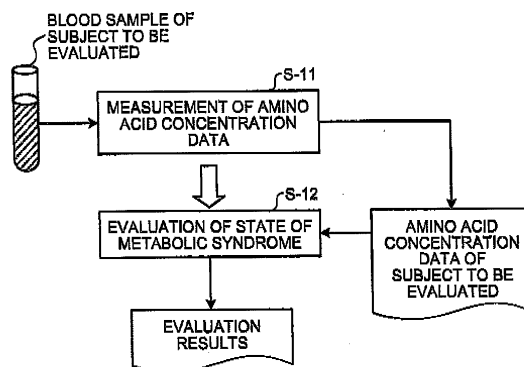 BLOOD SAMPLE OF
SUBJECT TO BE
EVALUATED
S-11
MEASUREMENT OF AMINO
ACID CONCENTRATION
DATA
S-12
EVALUATION OF STATE OF
METABOLIC SYNDROME
AMINO ACID
CONCENTRATION
DATA OF
SUBJECT TO BE
EVALUATED
EVALUATION
RESULTS